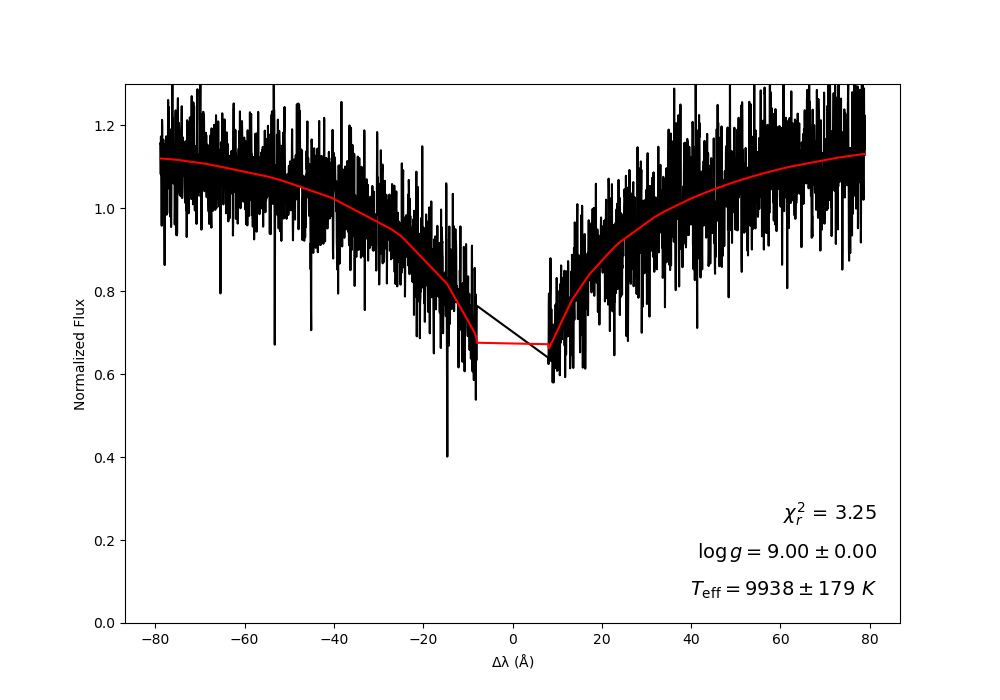 1.2
1.0
0.8
0.6
0.4
0.2
0.0
Normalized Flux
χ²ᵣ = 3.25
log g = 9.00 ± 0.00
T_eff = 9938 ± 179 K
−80 −60 −40 −20 0 20 40 60 80
Δλ (Å)